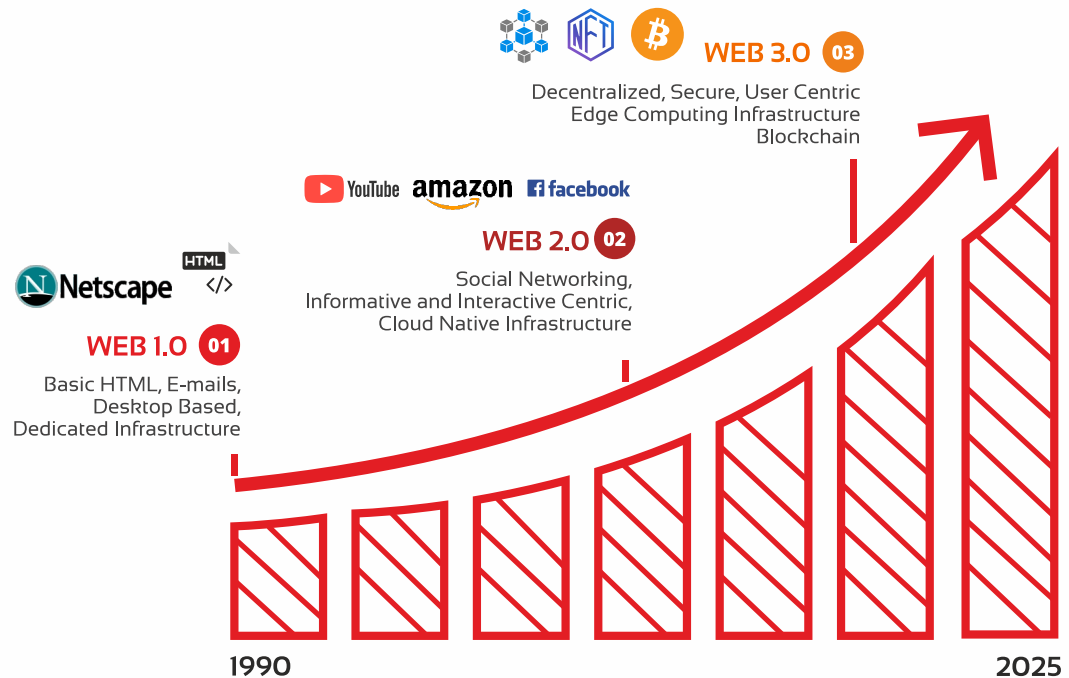 NFT
WEB 3.0 03
Decentralized, Secure, User Centric
Edge Computing Infrastructure
Blockchain
YouTube amazon f facebook
WEB 2.0 02
Social Networking,
Informative and Interactive Centric,
Cloud Native Infrastructure
N Netscape
HTML
</>
WEB 1.0 01
Basic HTML, E-mails,
Desktop Based,
Dedicated Infrastructure
1990
2025